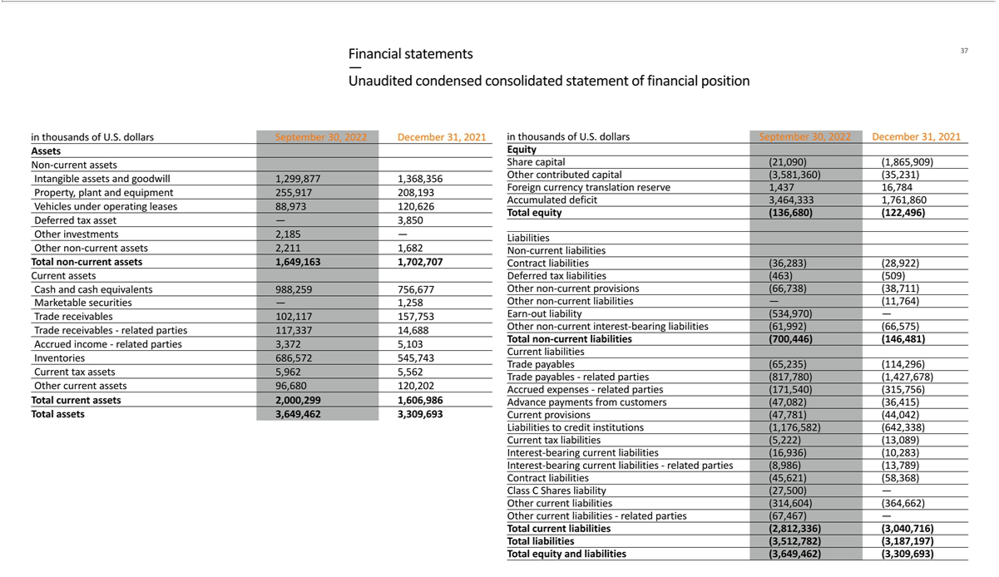 37
Financial statements
—
Unaudited condensed consolidated statement of financial position
in thousands of U.S. dollars September 30, 2022 December 31, 2021
Assets
Non-current assets
Intangible assets and goodwill 1,299,877 1,368,356
Property, plant and equipment 255,917 208,193
Vehicles under operating leases 88,973 120,626
Deferred tax asset — 3,850
Other investments 2,185 —
Other non-current assets 2,211 1,682
Total non-current assets 1,649,163 1,702,707
Current assets
Cash and cash equivalents 988,259 756,677
Marketable securities — 1,258
Trade receivables 102,117 157,753
Trade receivables - related parties 117,337 14,688
Accrued income - related parties 3,372 5,103
Inventories 686,572 545,743
Current tax assets 5,962 5,562
Other current assets 96,680 120,202
Total current assets 2,000,299 1,606,986
Total assets 3,649,462 3,309,693
in thousands of U.S. dollars September 30, 2022 December 31, 2021
Equity
Share capital (21,090) (1,865,909)
Other contributed capital (3,581,360) (35,231)
Foreign currency translation reserve 1,437 16,784
Accumulated deficit 3,464,333 1,761,860
Total equity (136,680) (122,496)
Liabilities
Non-current liabilities
Contract liabilities (36,283) (28,922)
Deferred tax liabilities (463) (509)
Other non-current provisions (66,738) (38,711)
Other non-current liabilities — (11,764)
Earn-out liability (534,970) —
Other non-current interest-bearing liabilities (61,992) (66,575)
Total non-current liabilities (700,446) (146,481)
Current liabilities
Trade payables (65,235) (114,296)
Trade payables - related parties (817,780) (1,427,678)
Accrued expenses - related parties (171,540) (315,756)
Advance payments from customers (47,082) (36,415)
Current provisions (47,781) (44,042)
Liabilities to credit institutions (1,176,582) (642,338)
Current tax liabilities (5,222) (13,089)
Interest-bearing current liabilities (16,936) (10,283)
Interest-bearing current liabilities - related parties (8,986) (13,789)
Contract liabilities (45,621) (58,368)
Class C Shares liability (27,500) —
Other current liabilities (314,604) (364,662)
Other current liabilities - related parties (67,467) —
Total current liabilities (2,812,336) (3,040,716)
Total liabilities (3,512,782) (3,187,197)
Total equity and liabilities (3,649,462) (3,309,693)